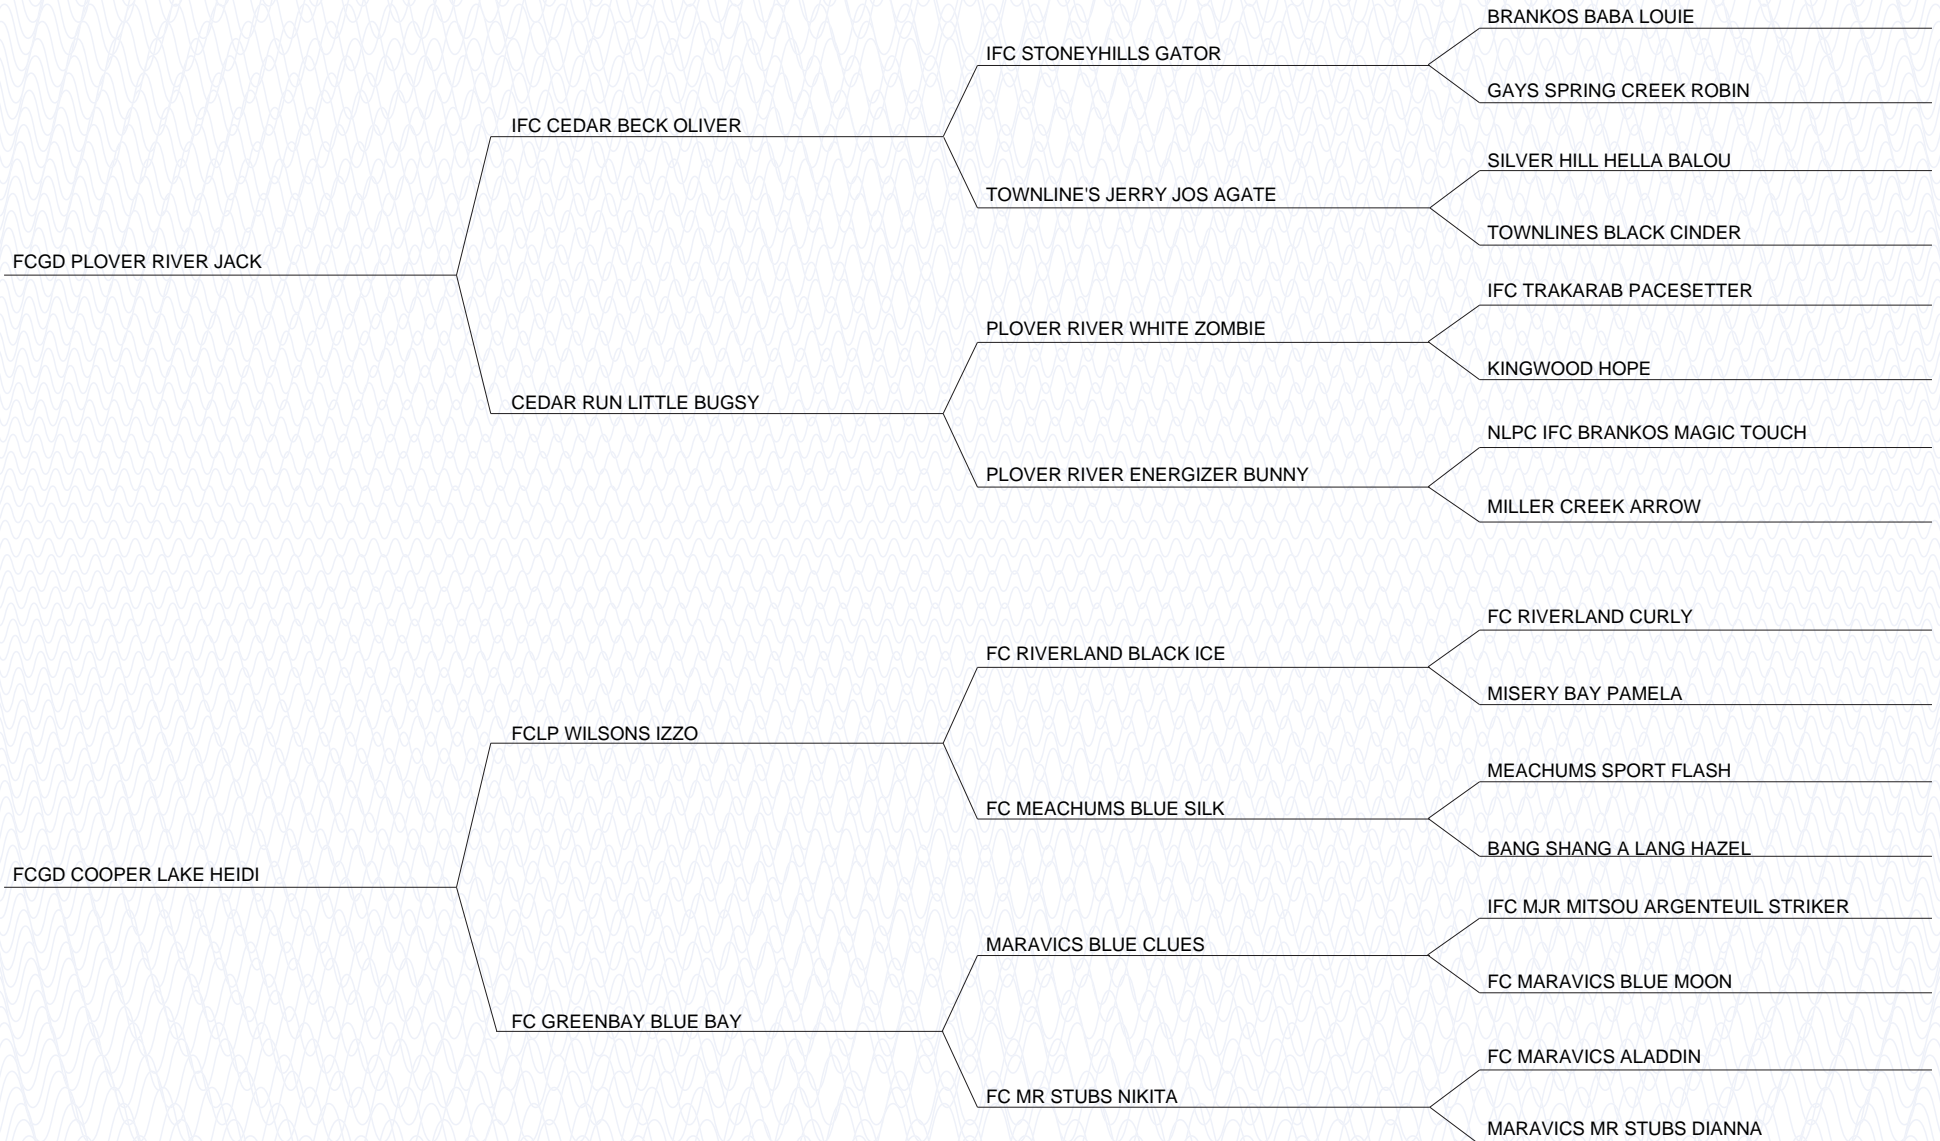 BRANKOS BABA LOUIE
IFC STONEYHILLS GATOR
GAYS SPRING CREEK ROBIN
IFC CEDAR BECK OLIVER
SILVER HILL HELLA BALOU
TOWNLINE'S JERRY JOS AGATE
TOWNLINES BLACK CINDER
FCGD PLOVER RIVER JACK
IFC TRAKARAB PACESETTER
PLOVER RIVER WHITE ZOMBIE
KINGWOOD HOPE
CEDAR RUN LITTLE BUGSY
NLPC IFC BRANKOS MAGIC TOUCH
PLOVER RIVER ENERGIZER BUNNY
MILLER CREEK ARROW
FC RIVERLAND CURLY
FC RIVERLAND BLACK ICE
MISERY BAY PAMELA
FCLP WILSONS IZZO
MEACHUMS SPORT FLASH
FC MEACHUMS BLUE SILK
BANG SHANG A LANG HAZEL
FCGD COOPER LAKE HEIDI
IFC MJR MITSOU ARGENTEUIL STRIKER
MARAVICS BLUE CLUES
FC MARAVICS BLUE MOON
FC GREENBAY BLUE BAY
FC MARAVICS ALADDIN
FC MR STUBS NIKITA
MARAVICS MR STUBS DIANNA